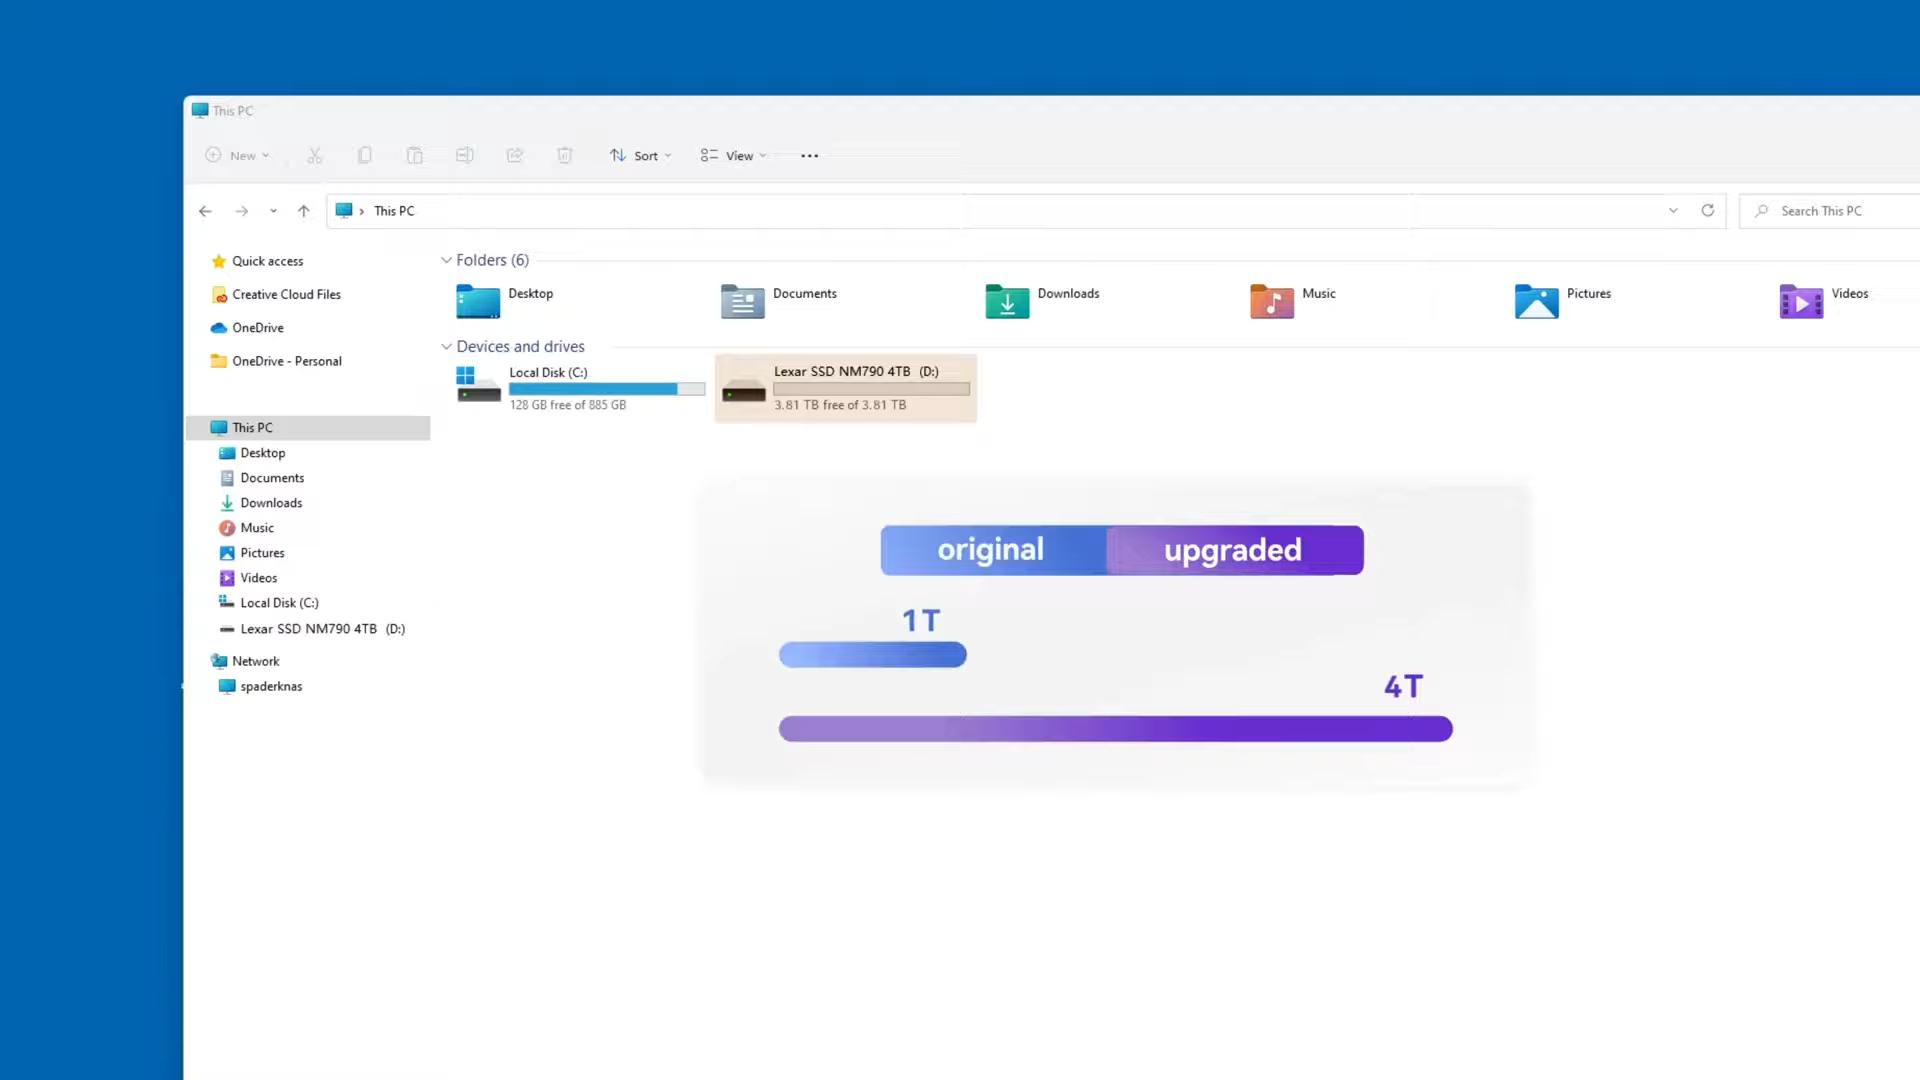 This PC
New
Sort
View
This PC
Search This PC
Quick access
Creative Cloud Files
OneDrive
OneDrive - Personal
This PC
Desktop
Documents
Downloads
Music
Pictures
Videos
Local Disk (C:)
Lexar SSD NM790 4TB (D:)
Network
spaderknas
Folders (6)
Desktop
Documents
Downloads
Music
Pictures
Videos
Devices and drives
Local Disk (C:)
128 GB free of 885 GB
Lexar SSD NM790 4TB (D:)
3.81 TB free of 3.81 TB
original
upgraded
1T
4T